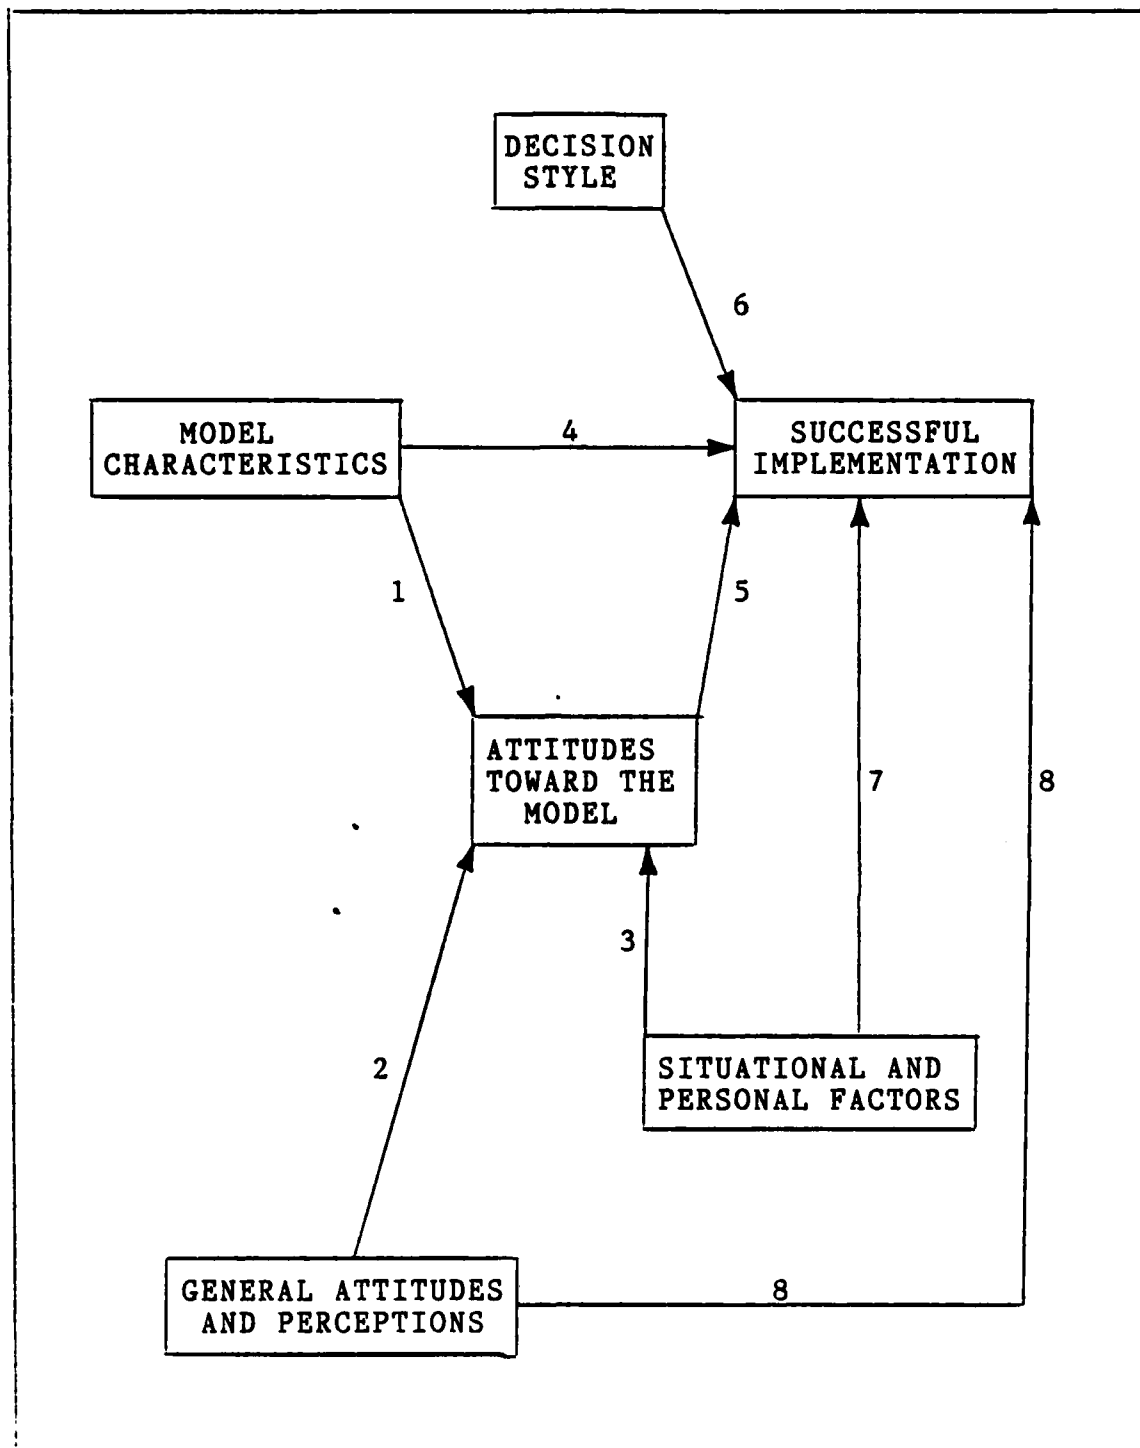 DECISION
STYLE
6
MODEL
CHARACTERISTICS
4
SUCCESSFUL
IMPLEMENTATION
1
5
ATTITUDES
TOWARD THE
MODEL
7
8
3
2
SITUATIONAL AND
PERSONAL FACTORS
GENERAL ATTITUDES
AND PERCEPTIONS
8